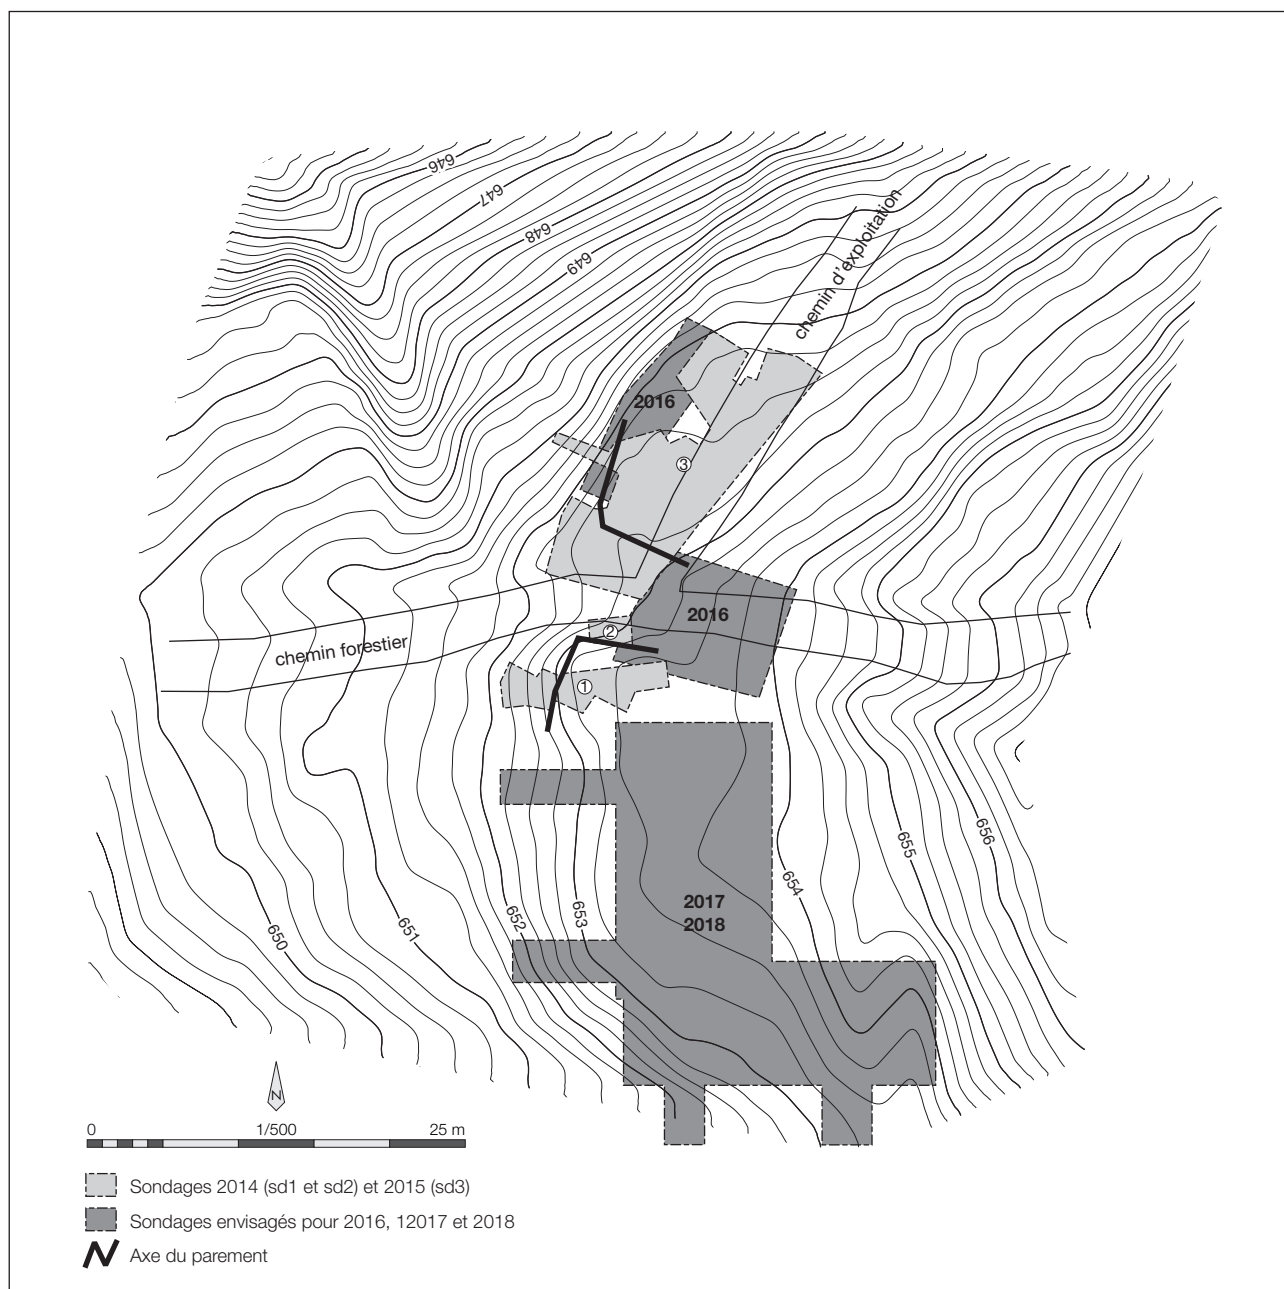 646
647
648
649
chemin d'exploitation
2016
3
2016
2
chemin forestier
1
656
655
654
2017
2018
653
652
651
650
N
0 1/500 25 m
Sondages 2014 (sd1 et sd2) et 2015 (sd3)
Sondages envisagés pour 2016, 12017 et 2018
Axe du parement